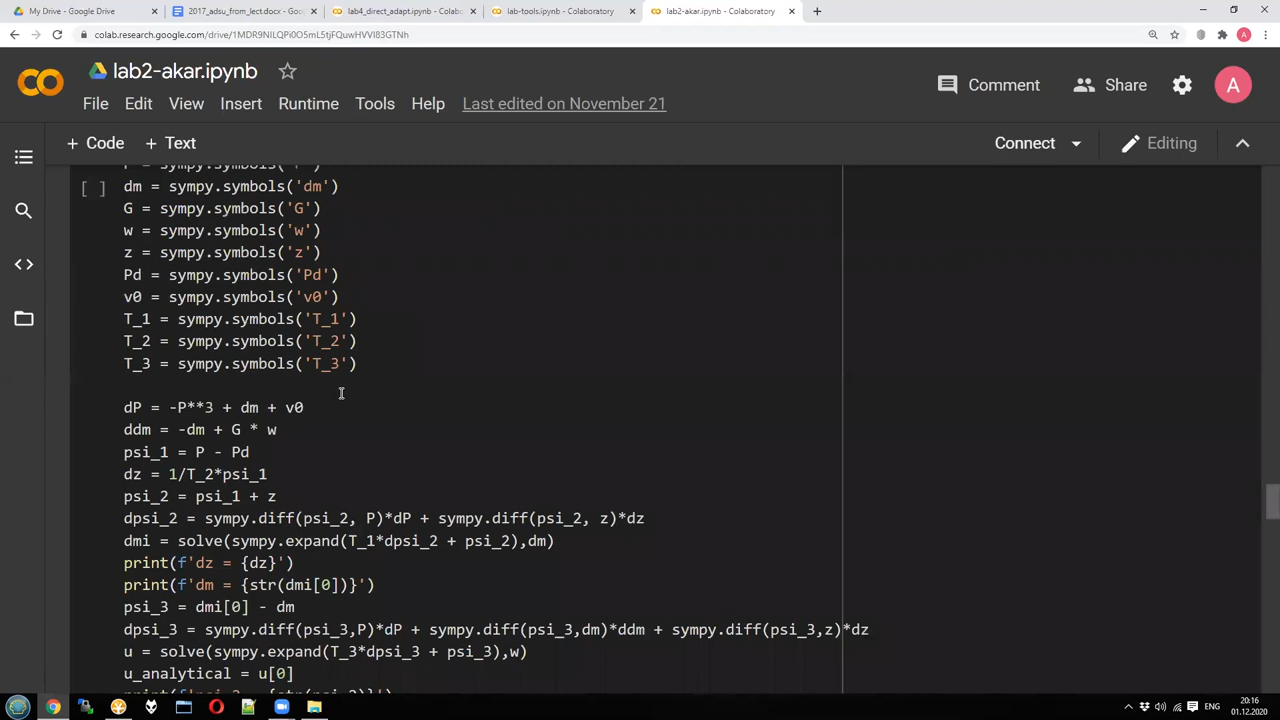 My Drive - Google Drive
2017_adsu_from_lect.docx - Goog
lab4_direct_adapt.ipynb - Collabo
lab-tools.ipynb - Colaboratory
lab2-akar.ipynb - Colaboratory
colab.research.google.com/drive/1MDR9NILQPi0O5mL5tjFQuwHVVI83GTNh
A
lab2-akar.ipynb
Comment
Share
A
File Edit View Insert Runtime Tools Help Last edited on November 21
+ Code + Text
Connect
Editing
[ ]
dm = sympy.symbols('dm')
G = sympy.symbols('G')
w = sympy.symbols('w')
z = sympy.symbols('z')
Pd = sympy.symbols('Pd')
v0 = sympy.symbols('v0')
T_1 = sympy.symbols('T_1')
T_2 = sympy.symbols('T_2')
T_3 = sympy.symbols('T_3')
dP = -P**3 + dm + v0
ddm = -dm + G * w
psi_1 = P - Pd
dz = 1/T_2*psi_1
psi_2 = psi_1 + z
dpsi_2 = sympy.diff(psi_2, P)*dP + sympy.diff(psi_2, z)*dz
dmi = solve(sympy.expand(T_1*dpsi_2 + psi_2),dm)
print(f'dz = {dz}')
print(f'dm = {str(dmi[0])}')
psi_3 = dmi[0] - dm
dpsi_3 = sympy.diff(psi_3,P)*dP + sympy.diff(psi_3,dm)*ddm + sympy.diff(psi_3,z)*dz
u = solve(sympy.expand(T_3*dpsi_3 + psi_3),w)
u_analytical = u[0]
ENG
20:16
01.12.2020